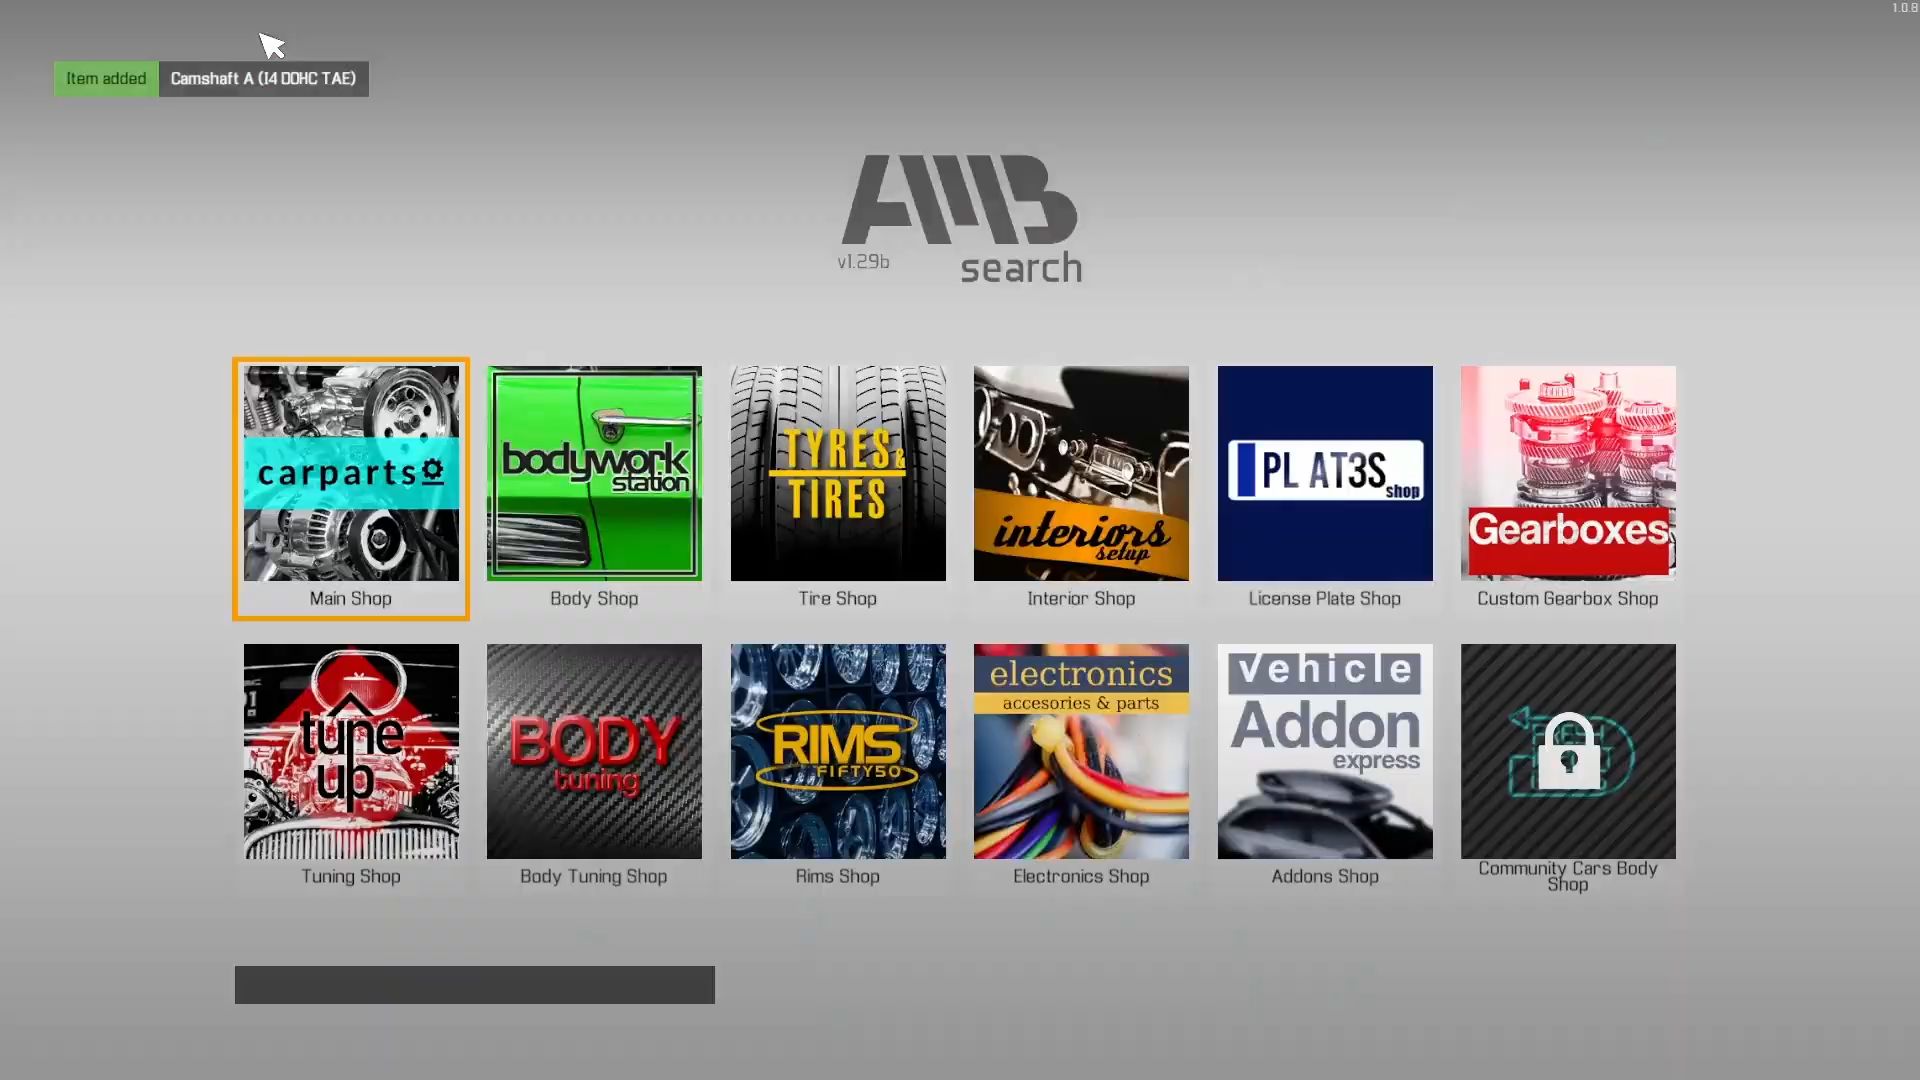 1.0.8
Item added Camshaft A (I4 DOHC TAE)
AMB
v1.29b search
carparts
bodywork
station
TYRES &
TIRES
interiors
setup
PL AT3S
shop
Gearboxes
Main Shop
Body Shop
Tire Shop
Interior Shop
License Plate Shop
Custom Gearbox Shop
tune
up
BODY
tuning
RIMS
FIFTY50
electronics
accesories & parts
vehicle
Addon
express
Tuning Shop
Body Tuning Shop
Rims Shop
Electronics Shop
Addons Shop
Community Cars Body
Shop